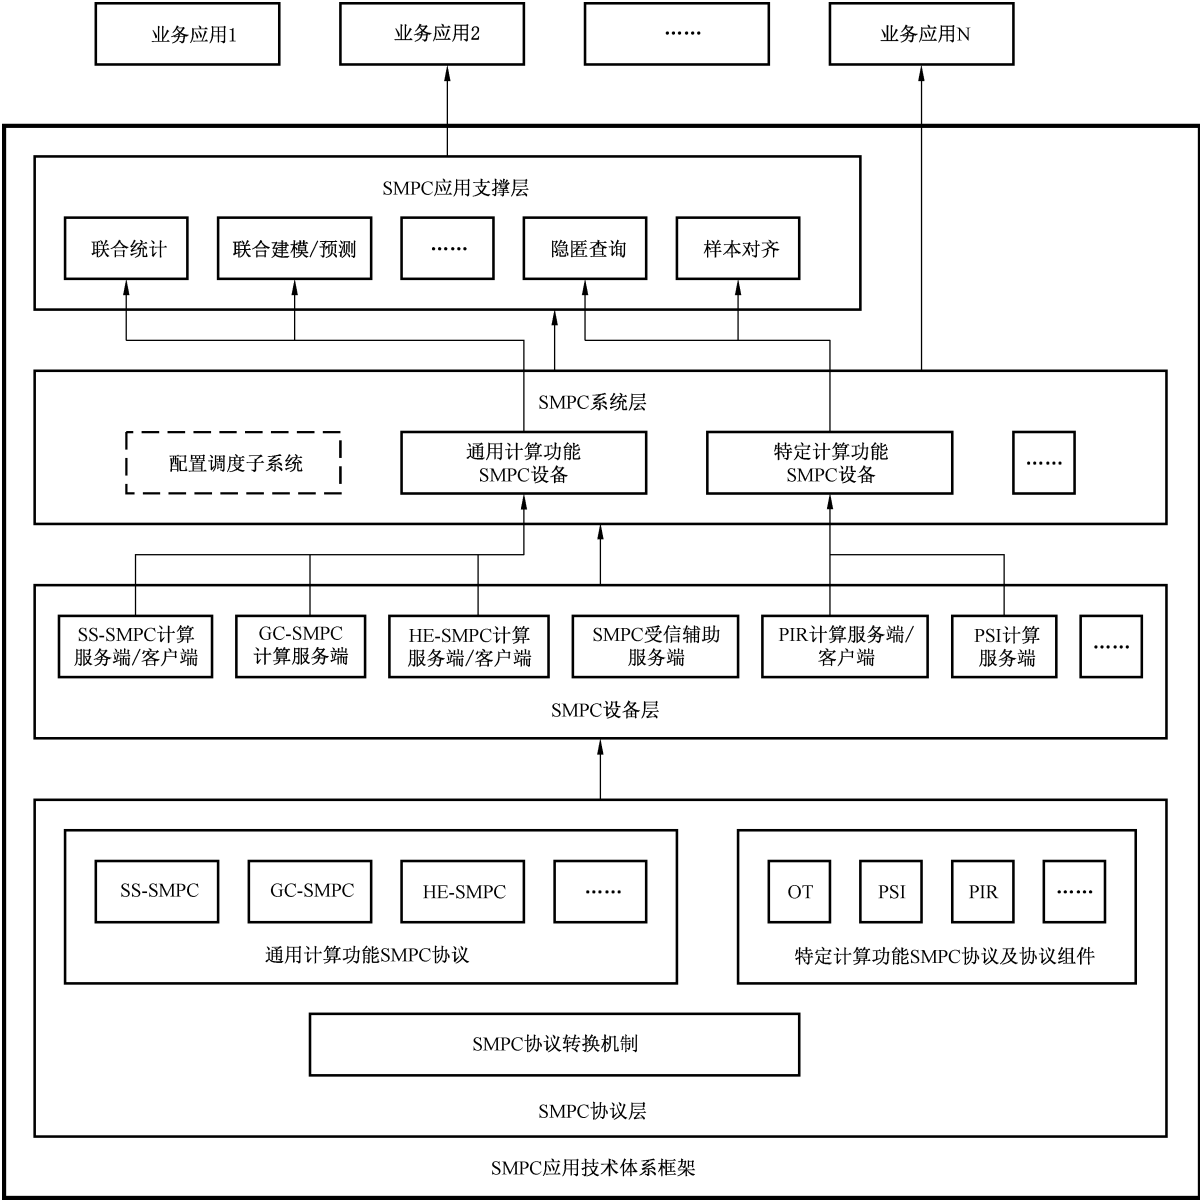 业务应用1
业务应用2
……
业务应用N
SMPC应用支撑层
联合统计
联合建模/预测
……
隐匿查询
样本对齐
SMPC系统层
配置调度子系统
通用计算功能
SMPC设备
特定计算功能
SMPC设备
……
SS-SMPC计算
服务端/客户端
GC-SMPC
计算服务端
HE-SMPC计算
服务端/客户端
SMPC受信辅助
服务端
PIR计算服务端/
客户端
PSI计算
服务端
……
SMPC设备层
SS-SMPC
GC-SMPC
HE-SMPC
……
通用计算功能SMPC协议
OT
PSI
PIR
……
特定计算功能SMPC协议及协议组件
SMPC协议转换机制
SMPC协议层
SMPC应用技术体系框架